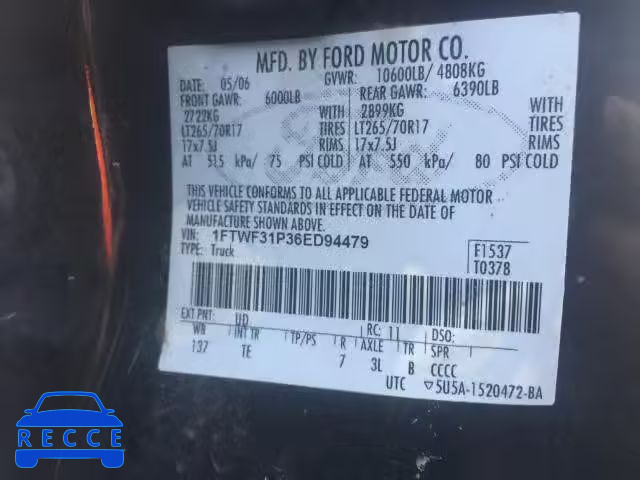 MFD. BY FORD MOTOR CO.
DATE: 05/06 GVWR: 10600LB/ 4808KG
FRONT GAWR: 6000LB REAR GAWR: 6390LB
2722KG WITH 2899KG WITH
LT265/70R17 TIRES LT265/70R17 TIRES
17x7.5J RIMS 17x7.5J RIMS
AT 515 kPa/ 75 PSI COLD AT 550 kPa/ 80 PSI COLD
THIS VEHICLE CONFORMS TO ALL APPLICABLE FEDERAL MOTOR
VEHICLE SAFETY STANDARDS IN EFFECT ON THE DATE OF
MANUFACTURE SHOWN ABOVE.
VIN: 1FTWF31P36ED94479 F1537
TYPE: Truck T0378
EXT PNT: UD RC: 11 DSO:
WB INT TR TP/PS R AXLE TR SPR
137 TE 7 3L B CCCC
UTC ▽5U5A-1520472-BA
RECCE